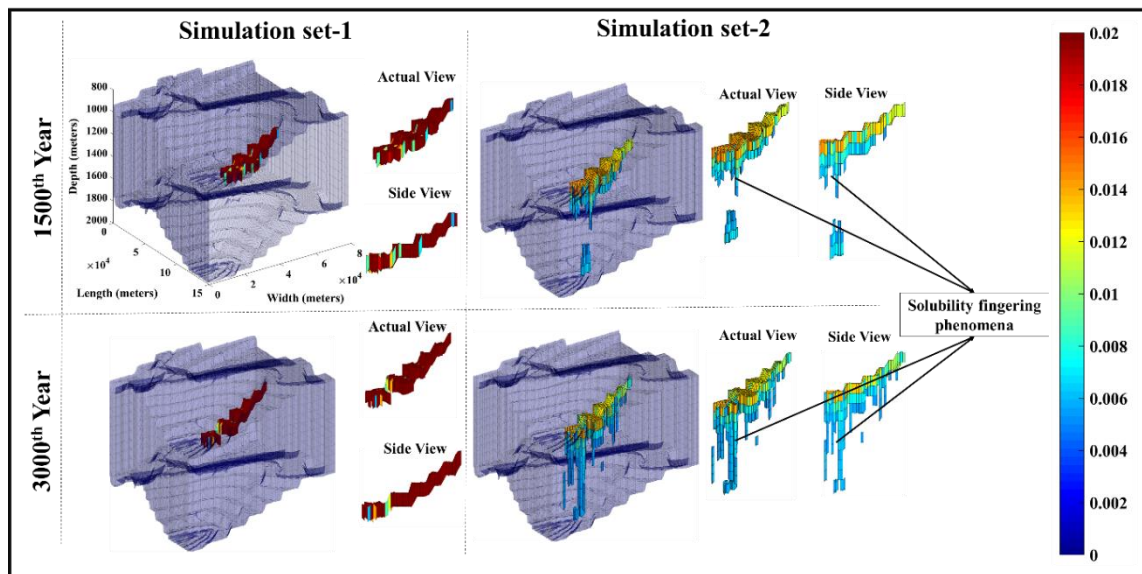 Simulation set-1
Simulation set-2
1500th Year
800
1000
1200
1400
1600
1800
2000
Depth (meters)
0
5
10
15
×10⁴
Length (meters)
0
2
4
6
8
×10⁴
Width (meters)
Actual View
Side View
Actual View
Side View
Solubility fingering
phenomena
3000th Year
Actual View
Side View
Actual View
Side View
0.02
0.018
0.016
0.014
0.012
0.01
0.008
0.006
0.004
0.002
0